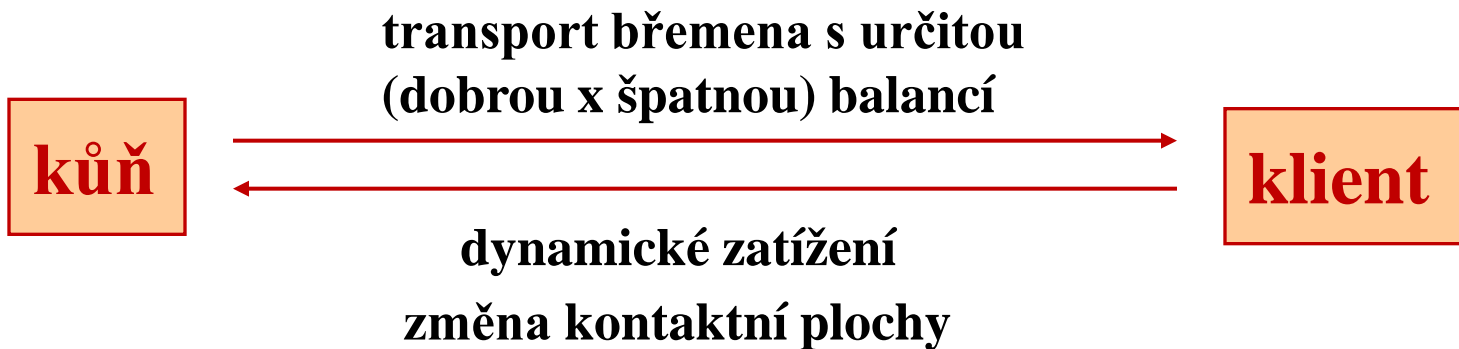 transport břemena s určitou
(dobrou x špatnou) balancí
kůň
klient
dynamické zatížení
změna kontaktní plochy